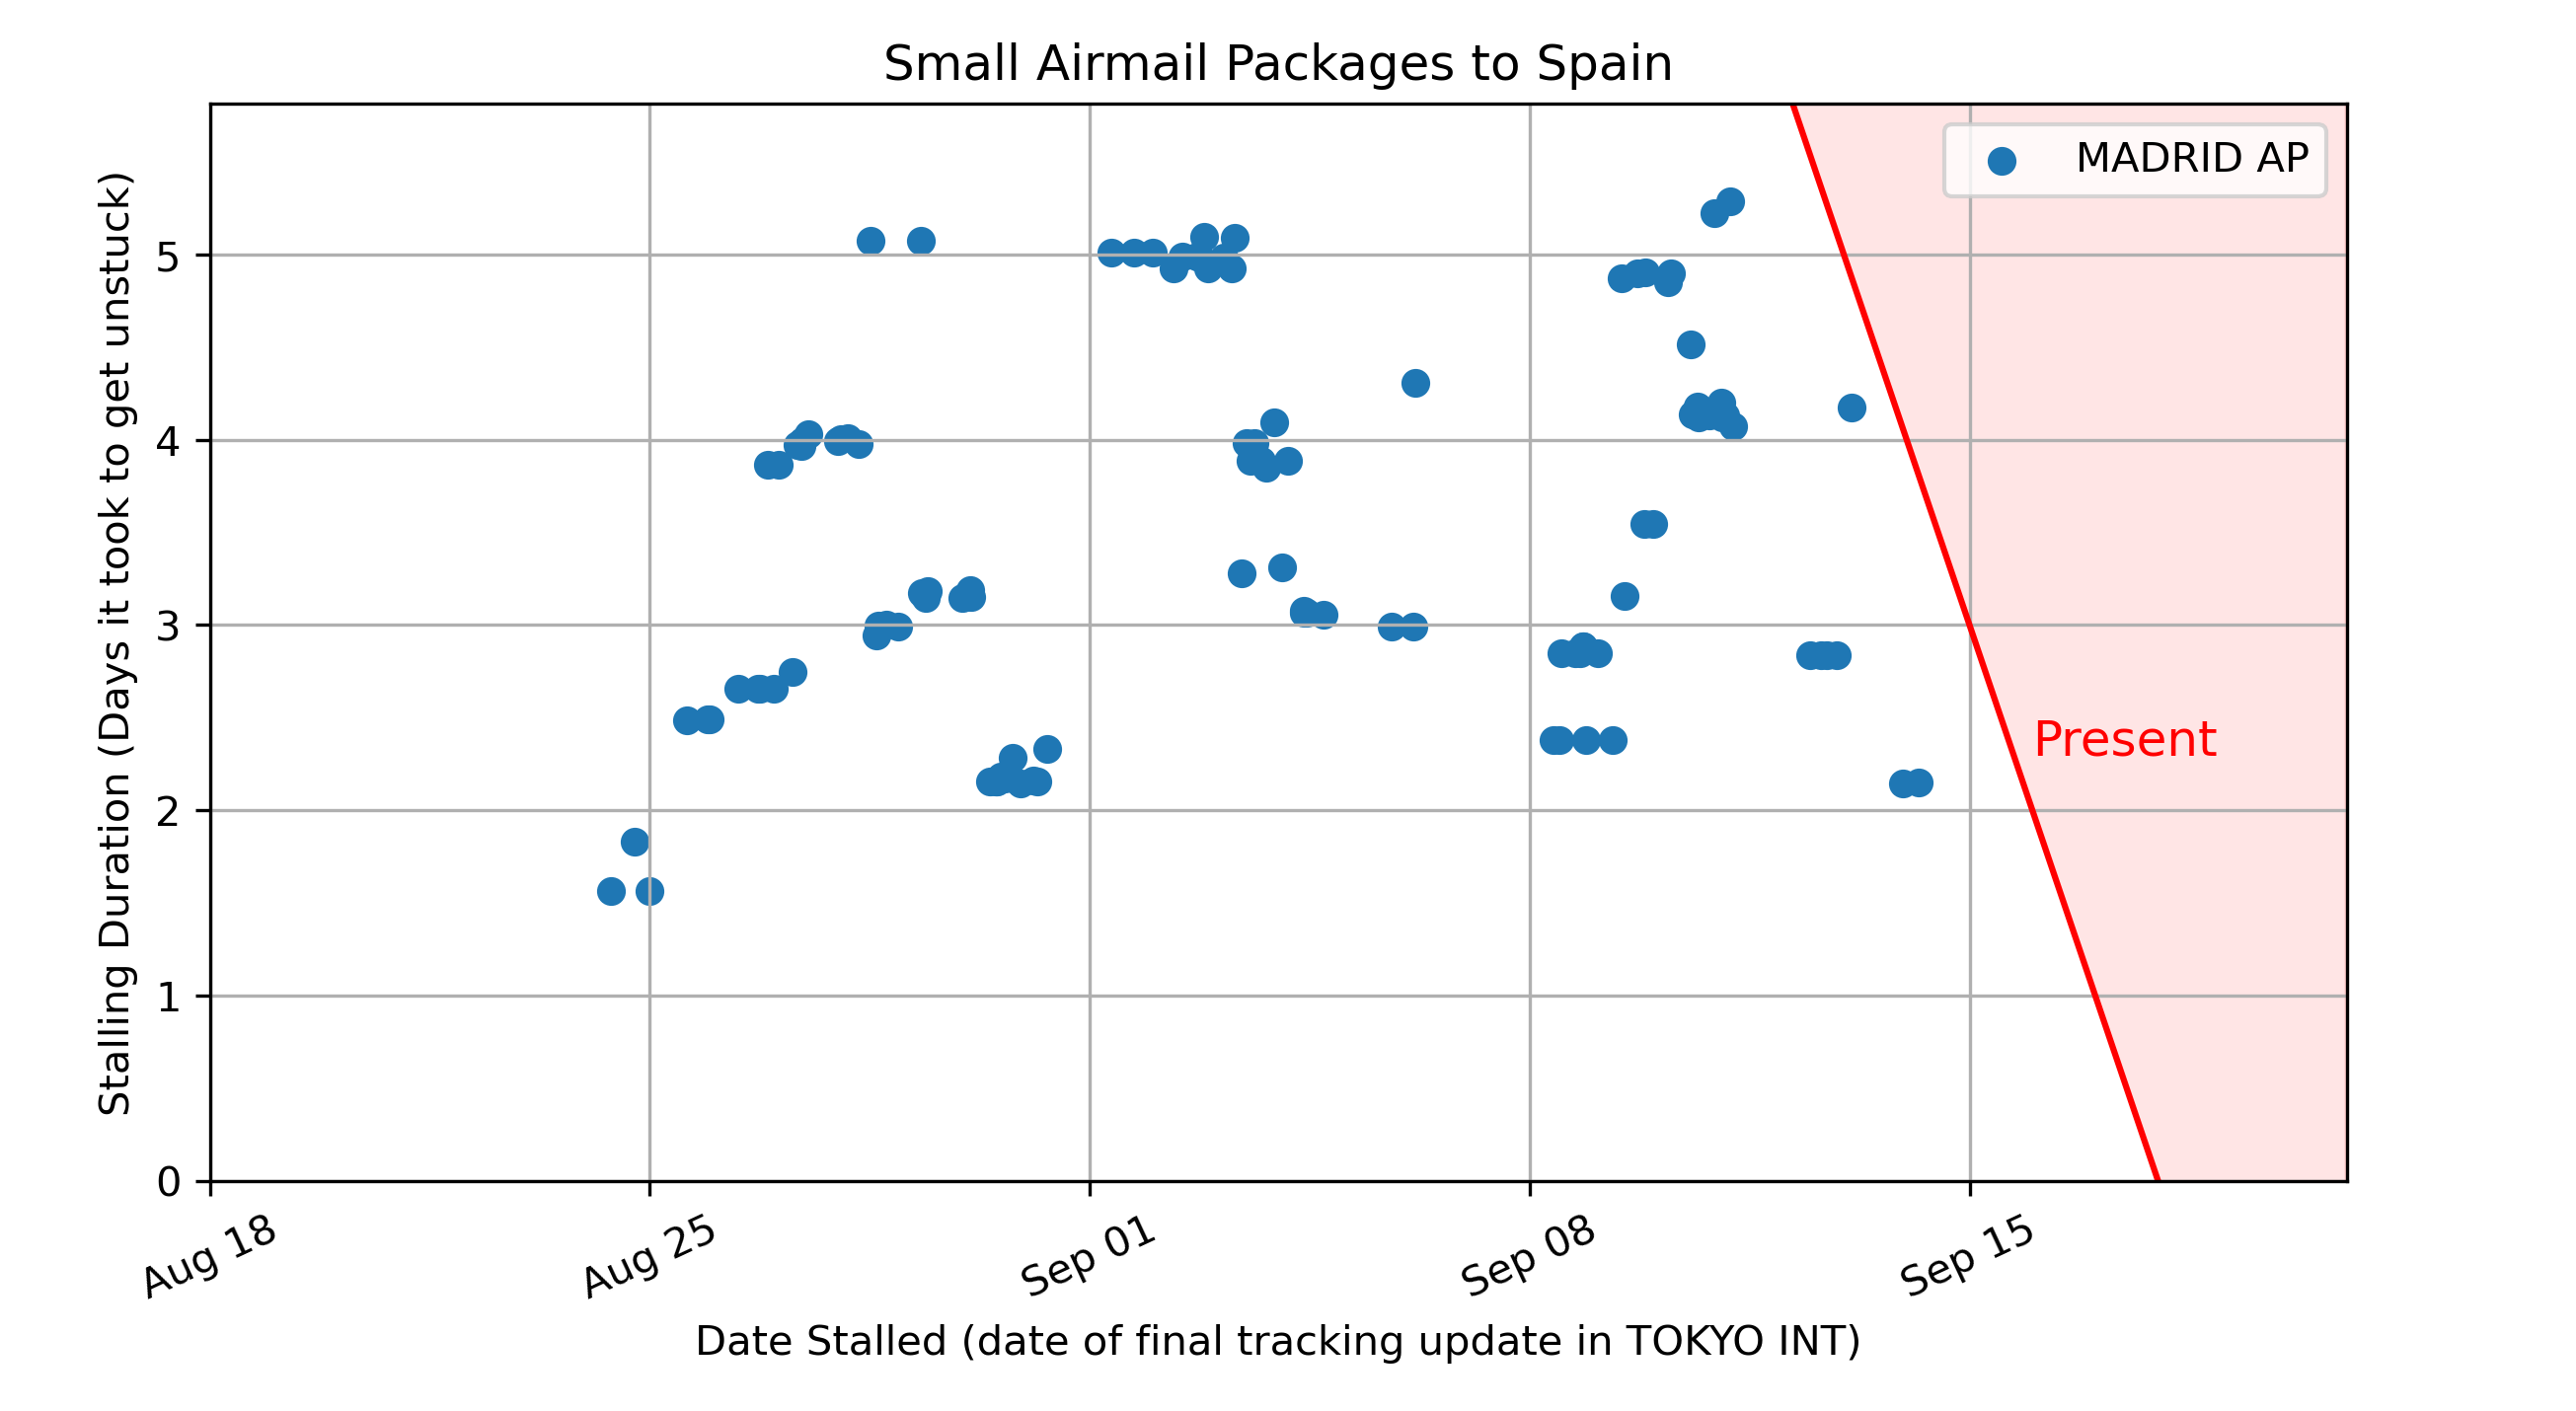 Small Airmail Packages to Spain
MADRID AP
Stalling Duration (Days it took to get unstuck)
5
4
3
2
1
0
Present
Aug 18
Aug 25
Sep 01
Sep 08
Sep 15
Date Stalled (date of final tracking update in TOKYO INT)